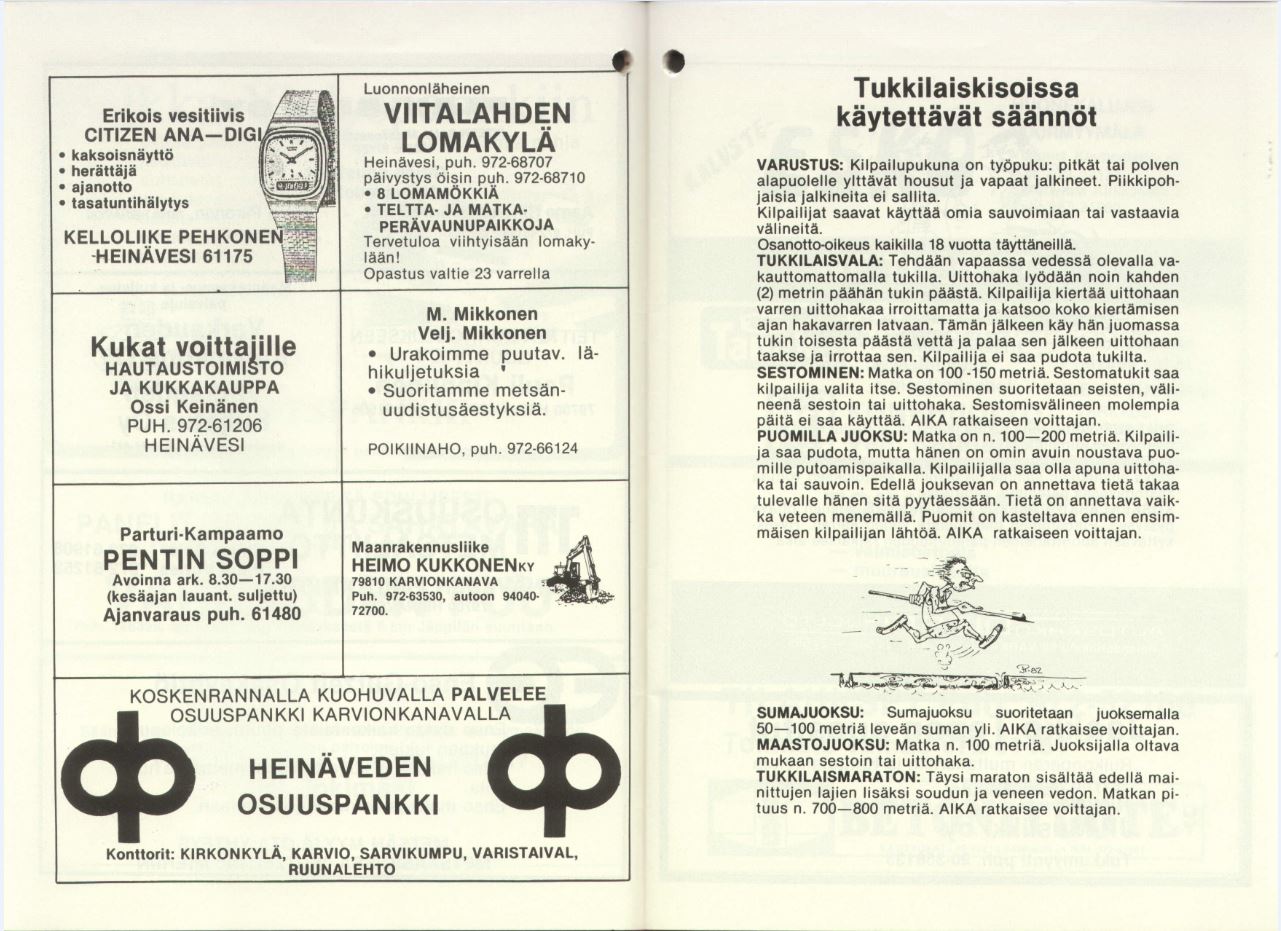 Erikois vesitiivis
CITIZEN ANA—DIGI
• kaksoisnäyttö
• herättäjä
• ajanotto
• tasatuntihälytys
KELLOLIIKE PEHKONEN
-HEINÄVESI 61175
Luonnonläheinen
VIITALAHDEN
LOMAKYLÄ
Heinävesi, puh. 972-68707
päivystys öisin puh. 972-68710
• 8 LOMAMÖKKIÄ
• TELTTA- JA MATKA-
PERÄVAUNUPAIKKOJA
Tervetuloa viihtyisään lomaky-
lään!
Opastus valtie 23 varrella
Kukat voittajille
HAUTAUSTOIMISTO
JA KUKKAKAUPPA
Ossi Keinänen
PUH. 972-61206
HEINÄVESI
M. Mikkonen
Velj. Mikkonen
• Urakoimme puutav. lä-
hikuljetuksia
• Suoritamme metsän-
uudistusäestyksiä.
POIKIINAHO, puh. 972-66124
Parturi-Kampaamo
PENTIN SOPPI
Avoinna ark. 8.30—17.30
(kesäajan lauant. suljettu)
Ajanvaraus puh. 61480
Maanrakennusliike
HEIMO KUKKONEN KY
79810 KARVIONKANAVA
Puh. 972-63530, autoon 94040-
72700.
KOSKENRANNALLA KUOHUVALLA PALVELEE
OSUUSPANKKI KARVIONKANAVALLA
HEINÄVEDEN
OSUUSPANKKI
Konttorit: KIRKONKYLÄ, KARVIO, SARVIKUMPU, VARISTAIVAL,
RUUNALEHTO
Tukkilaiskisoissa
käytettävät säännöt
VARUSTUS: Kilpailupukuna on työpuku: pitkät tai polven
alapuolelle ylttävät housut ja vapaat jalkineet. Piikkipoh-
jaisia jalkineita ei sallita.
Kilpailijat saavat käyttää omia sauvoimiaan tai vastaavia
välineitä.
Osanotto-oikeus kaikilla 18 vuotta täyttäneillä.
TUKKILAISVALA: Tehdään vapaassa vedessä olevalla va-
kauttomattomalla tukilla. Uittohaka lyödään noin kahden
(2) metrin päähän tukin päästä. Kilpailija kiertää uittohaan
varren uittohakaa irroittamatta ja katsoo koko kiertämisen
ajan hakavarren latvaan. Tämän jälkeen käy hän juomassa
tukin toisesta päästä vettä ja palaa sen jälkeen uittohaan
taakse ja irrottaa sen. Kilpailija ei saa pudota tukilta.
SESTOMINEN: Matka on 100 -150 metriä. Sestomatukit saa
kilpailija valita itse. Sestominen suoritetaan seisten, väli-
neenä sestoin tai uittohaka. Sestomisvälineen molempia
päitä ei saa käyttää. AIKA ratkaiseen voittajan.
PUOMILLA JUOKSU: Matka on n. 100—200 metriä. Kilpaili-
ja saa pudota, mutta hänen on omin avuin noustava puo-
mille putoamispaikalla. Kilpailijalla saa olla apuna uittoha-
ka tai sauvoin. Edellä jouksevan on annettava tietä takaa
tulevalle hänen sitä pyytäessään. Tietä on annettava vaik-
ka veteen menemällä. Puomit on kasteltava ennen ensim-
mäisen kilpailijan lähtöä. AIKA ratkaiseen voittajan.
SUMAJUOKSU: Sumajuoksu suoritetaan juoksemalla
50—100 metriä leveän suman yli. AIKA ratkaisee voittajan.
MAASTOJUOKSU: Matka n. 100 metriä. Juoksijalla oltava
mukaan sestoin tai uittohaka.
TUKKILAISMARATON: Täysi maraton sisältää edellä mai-
nittujen lajien lisäksi soudun ja veneen vedon. Matkan pi-
tuus n. 700—800 metriä. AIKA ratkaisee voittajan.